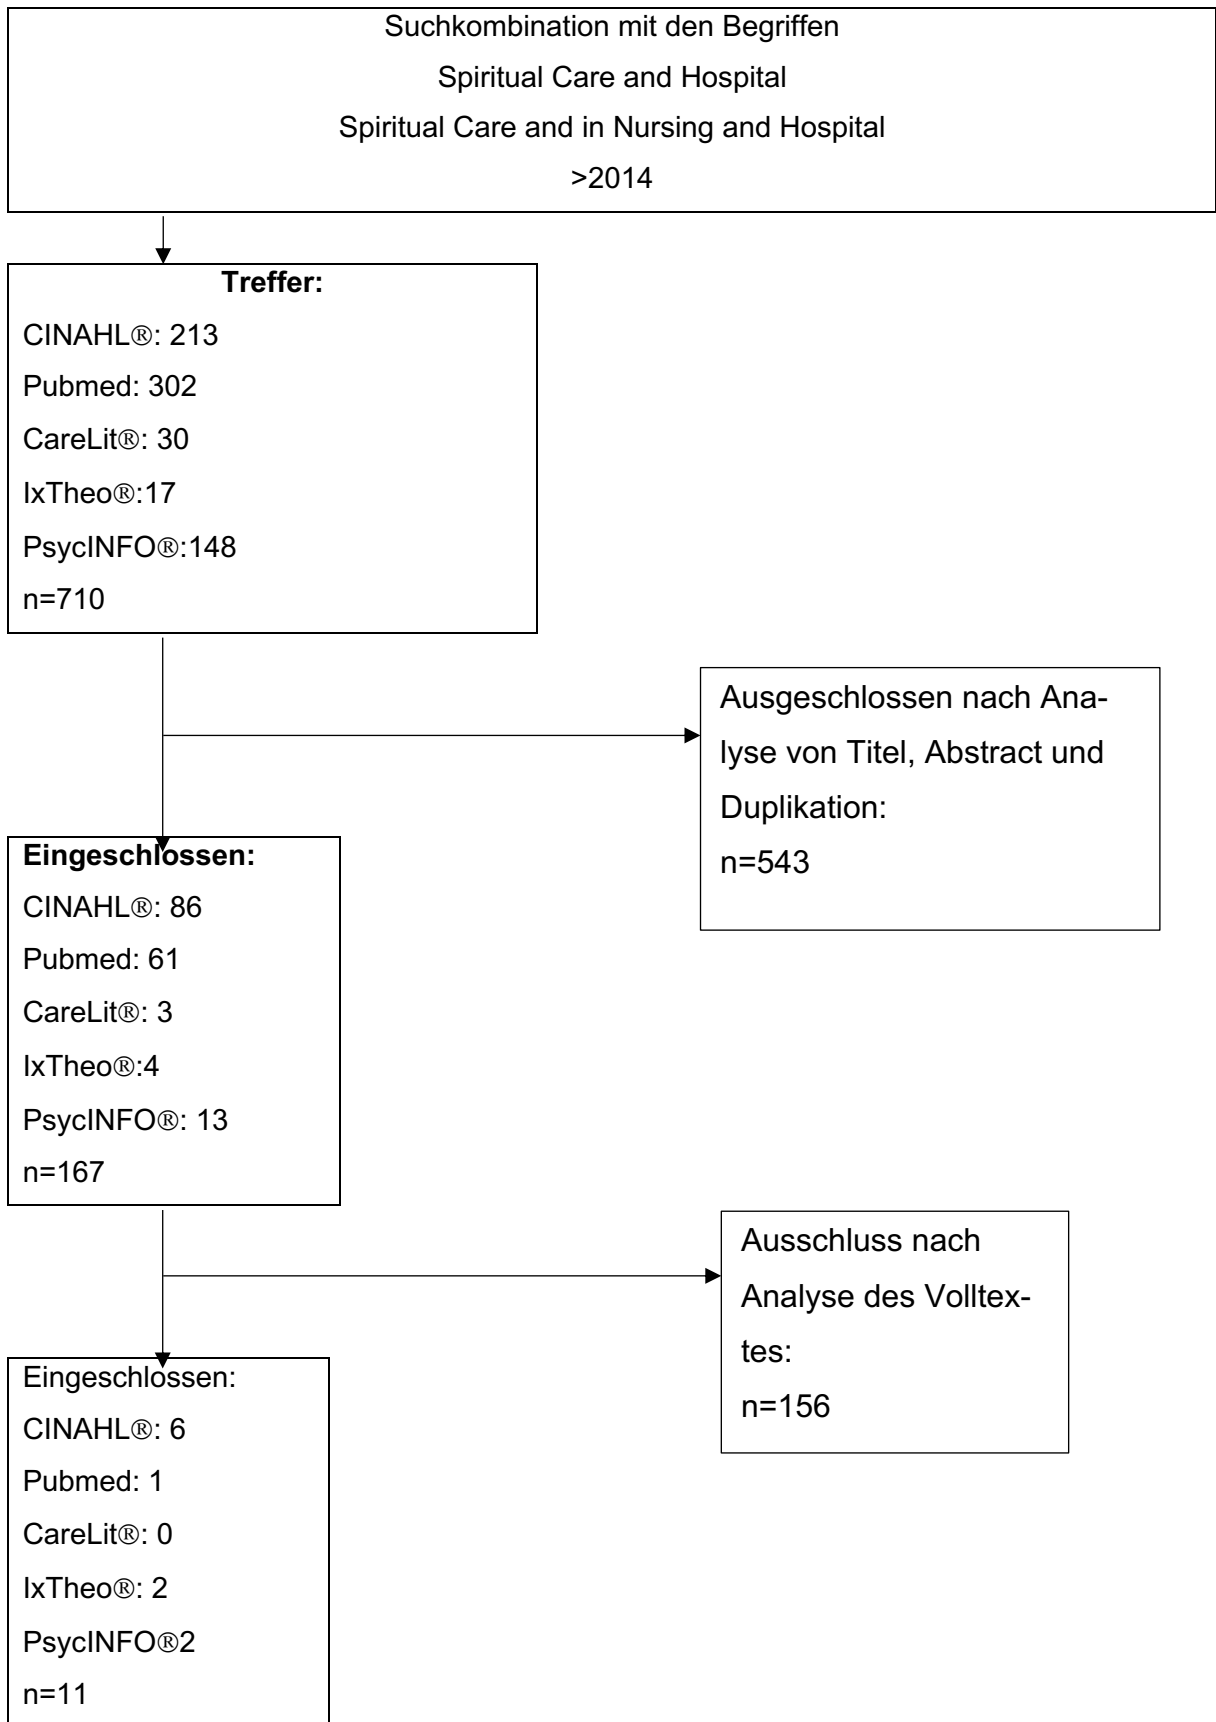 Suchkombination mit den Begriffen
Spiritual Care and Hospital
Spiritual Care and in Nursing and Hospital
>2014
Treffer:
CINAHL®: 213
Pubmed: 302
CareLit®: 30
IxTheo®:17
PsycINFO®:148
n=710
Ausgeschlossen nach Ana-
lyse von Titel, Abstract und
Duplikation:
n=543
Eingeschlossen:
CINAHL®: 86
Pubmed: 61
CareLit®: 3
IxTheo®:4
PsycINFO®: 13
n=167
Ausschluss nach
Analyse des Volltex-
tes:
n=156
Eingeschlossen:
CINAHL®: 6
Pubmed: 1
CareLit®: 0
IxTheo®: 2
PsycINFO®2
n=11